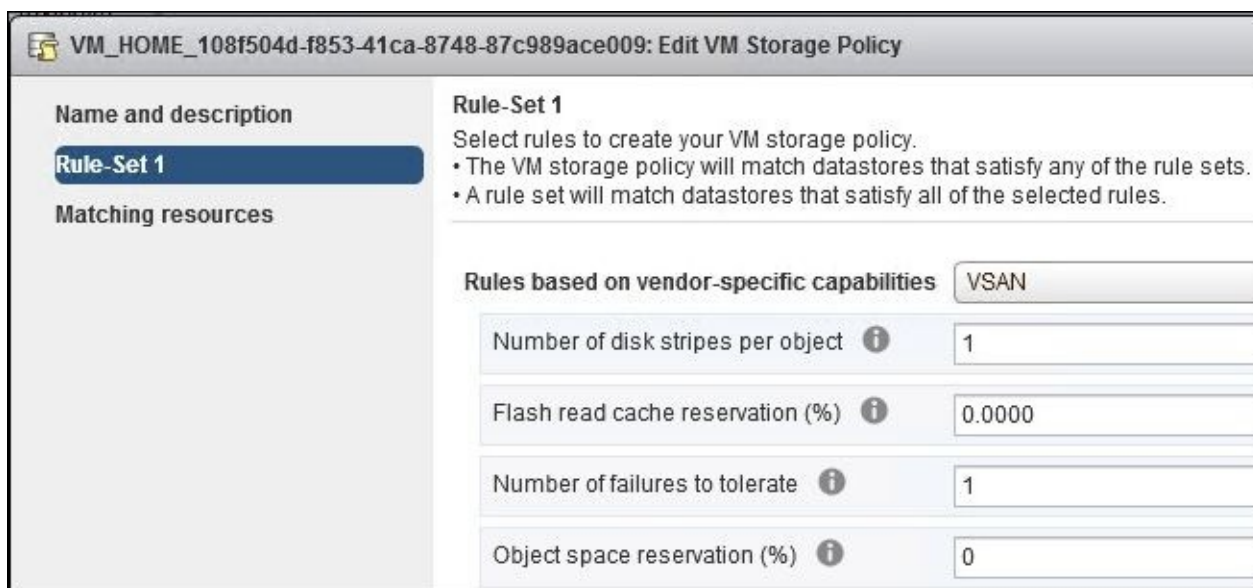 VM_HOME_108f504d-f853-41ca-8748-87c989ace009: Edit VM Storage Policy
Name and description
Rule-Set 1
Matching resources
Rule-Set 1
Select rules to create your VM storage policy.
• The VM storage policy will match datastores that satisfy any of the rule sets.
• A rule set will match datastores that satisfy all of the selected rules.
Rules based on vendor-specific capabilities VSAN
Number of disk stripes per object 1
Flash read cache reservation (%) 0.0000
Number of failures to tolerate 1
Object space reservation (%) 0